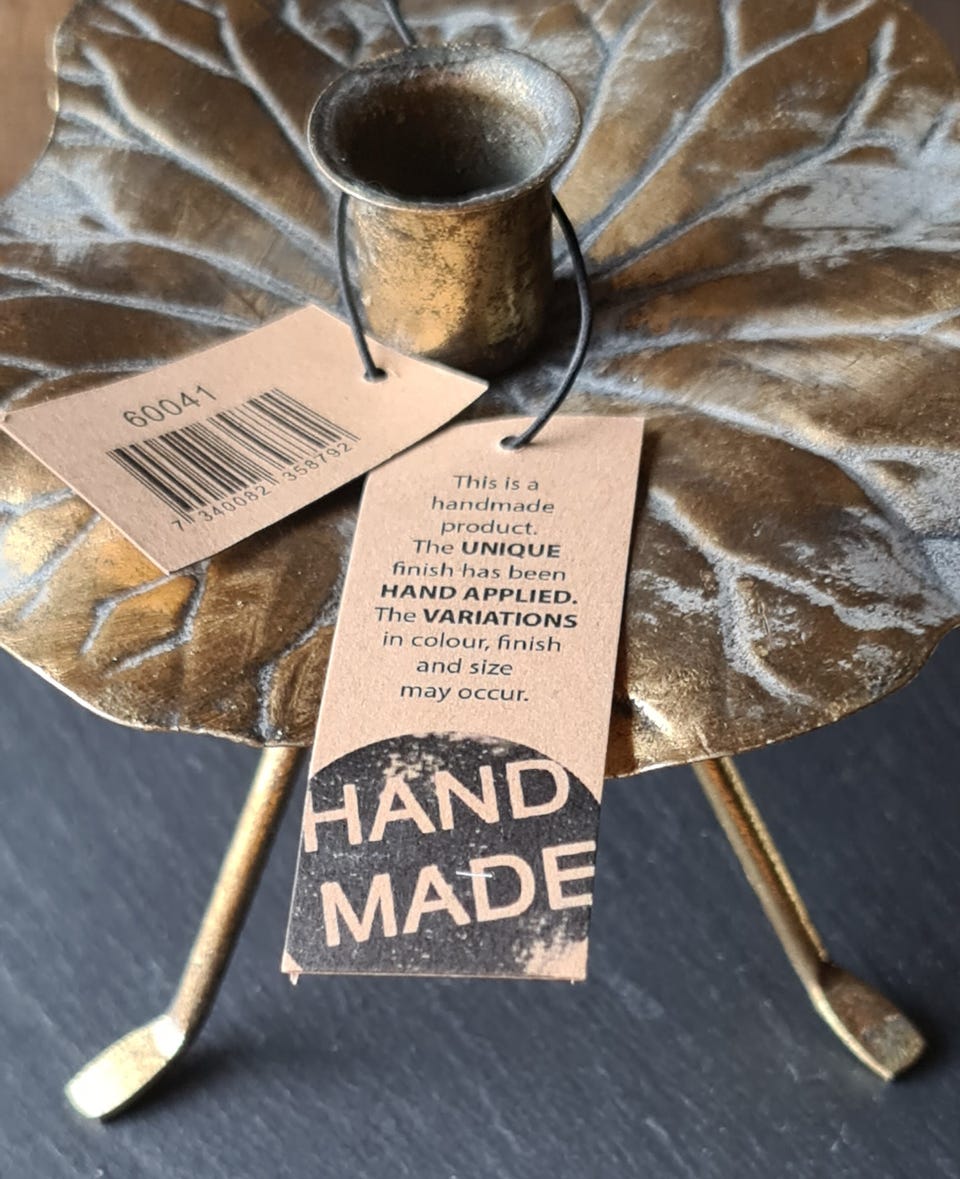 60041
7 340082 358792
This is a
handmade
product.
The UNIQUE
finish has been
HAND APPLIED.
The VARIATIONS
in colour, finish
and size
may occur.
HAND
MADE